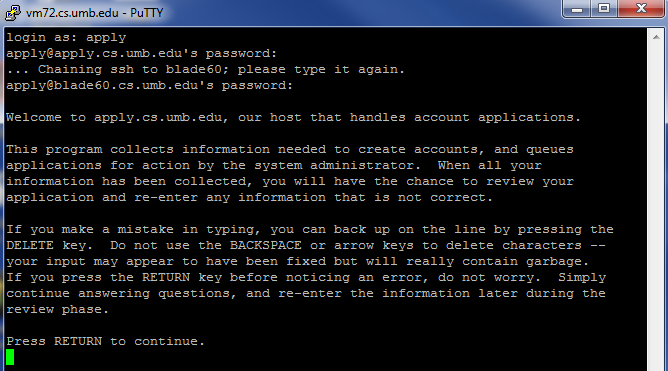 vm72.cs.umb.edu - PuTTY
login as: apply
apply@apply.cs.umb.edu's password:
... Chaining ssh to blade60; please type it again.
apply@blade60.cs.umb.edu's password:
Welcome to apply.cs.umb.edu, our host that handles account applications.
This program collects information needed to create accounts, and queues
applications for action by the system administrator.  When all your
information has been collected, you will have the chance to review your
application and re-enter any information that is not correct.
If you make a mistake in typing, you can back up on the line by pressing the
DELETE key.  Do not use the BACKSPACE or arrow keys to delete characters --
your input may appear to have been fixed but will really contain garbage.
If you press the RETURN key before noticing an error, do not worry.  Simply
continue answering questions, and re-enter the information later during the
review phase.
Press RETURN to continue.